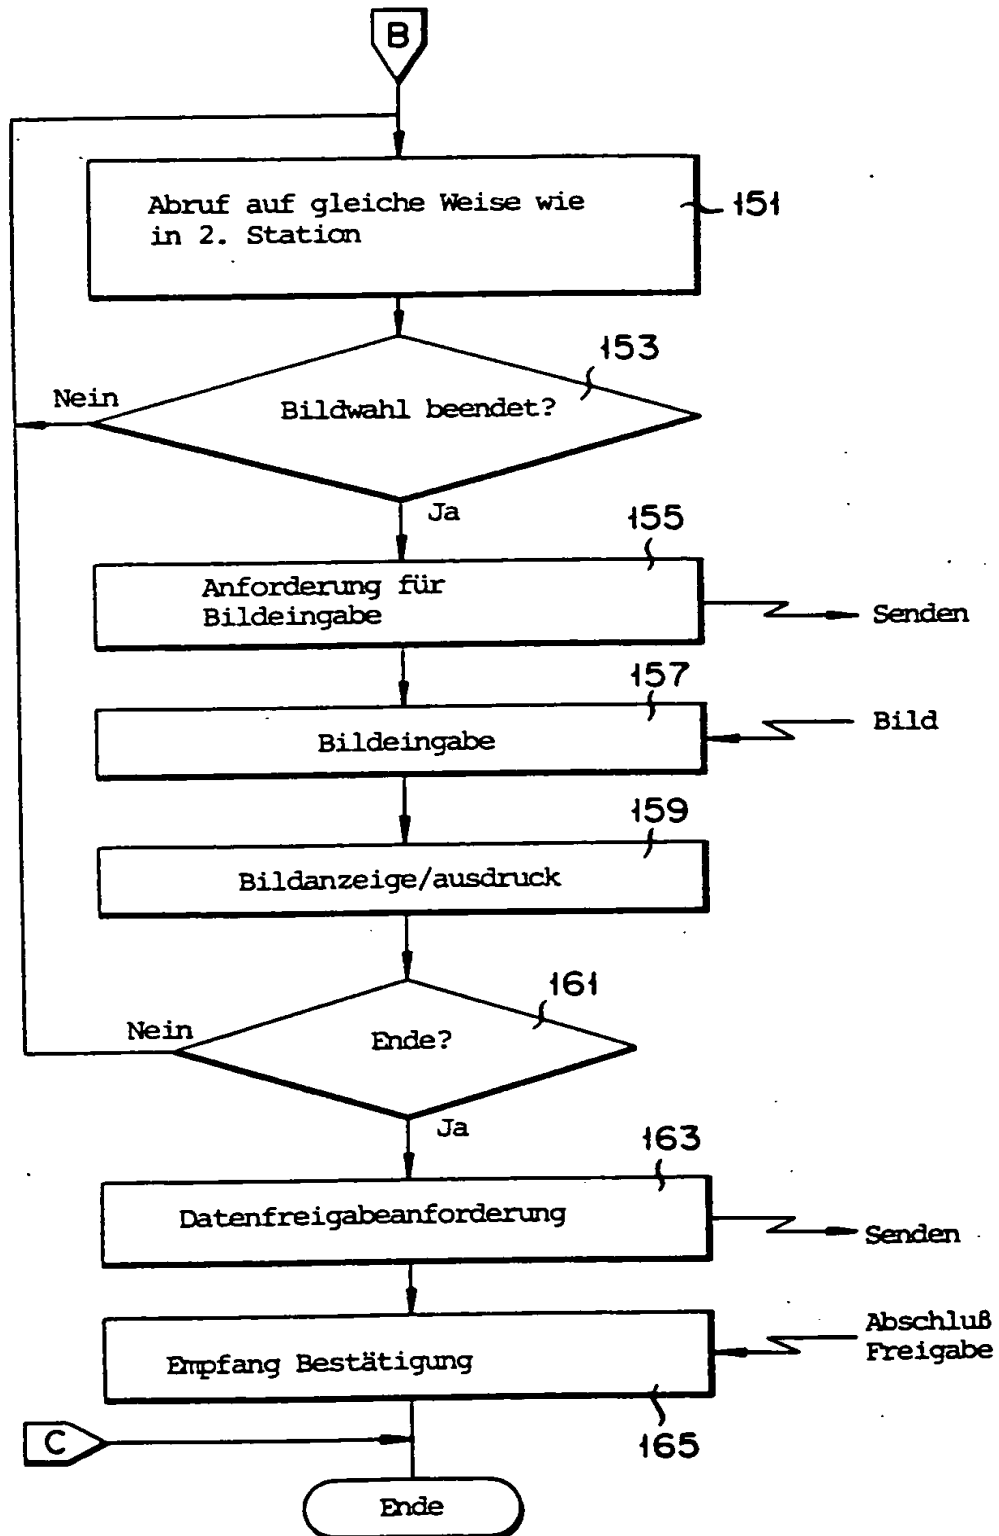 B
Abruf auf gleiche Weise wie
in 2. Station
151
153
Nein
Bildwahl beendet?
Ja
155
Anforderung für
Bildeingabe
Senden
157
Bildeingabe
Bild
159
Bildanzeige/ausdruck
161
Nein
Ende?
Ja
163
Datenfreigabeanforderung
Senden
Empfang Bestätigung
Abschluß
Freigabe
165
C
Ende